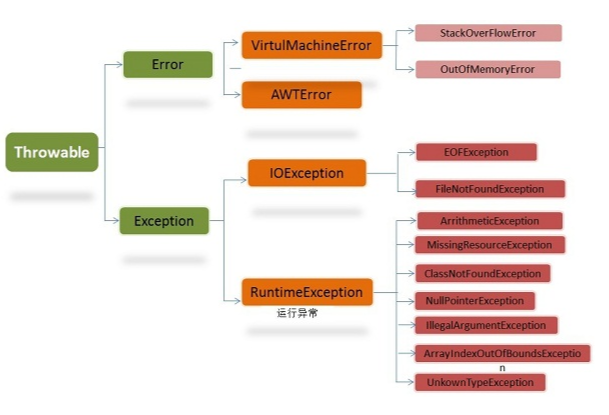 Throwable
Error
VirtulMachineError
StackOverFlowError
OutOfMemoryError
AWTError
Exception
IOException
EOFException
FileNotFoundException
RuntimeException
运行异常
ArrithmeticException
MissingResourceException
ClassNotFoundException
NullPointerException
IllegalArgumentException
ArrayIndexOutOfBoundsExceptio
n
UnkownTypeException